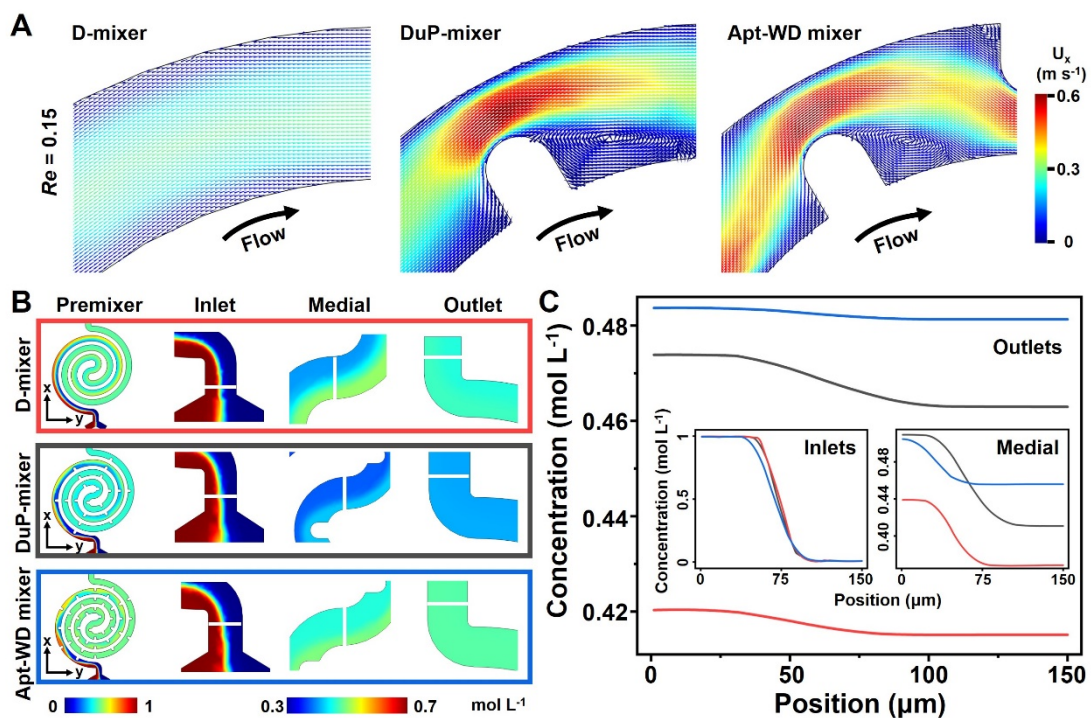 A
D-mixer
DuP-mixer
Apt-WD mixer
Ux
(m s-1)
0.6
0.3
0
Re = 0.15
Flow
Flow
Flow
B
Premixer
Inlet
Medial
Outlet
D-mixer
x
y
DuP-mixer
x
y
Apt-WD mixer
x
y
0
1
0.3
0.7
mol L-1
C
Concentration (mol L-1)
0.48
0.46
0.44
0.42
Outlets
Concentration (mol L-1)
1
0.5
0
Inlets
0
75
150
0.48
0.44
0.40
Medial
0
75
150
Position (µm)
0
50
100
150
Position (µm)